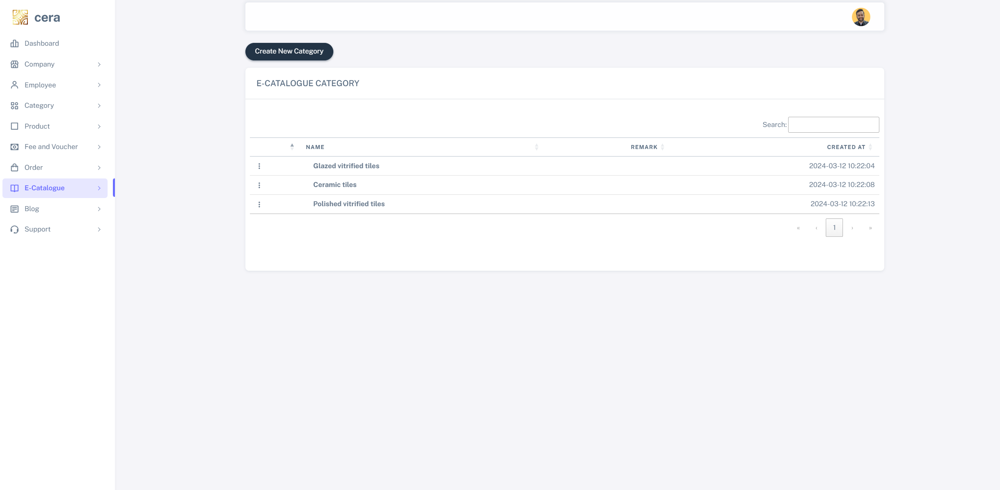 cera
Dashboard
Company
Employee
Category
Product
Fee and Voucher
Order
E-Catalogue
Blog
Support
Create New Category
E-CATALOGUE CATEGORY
Search:
NAME REMARK CREATED AT
Glazed vitrified tiles 2024-03-12 10:22:04
Ceramic tiles 2024-03-12 10:22:08
Polished vitrified tiles 2024-03-12 10:22:13
« ‹ 1 › »